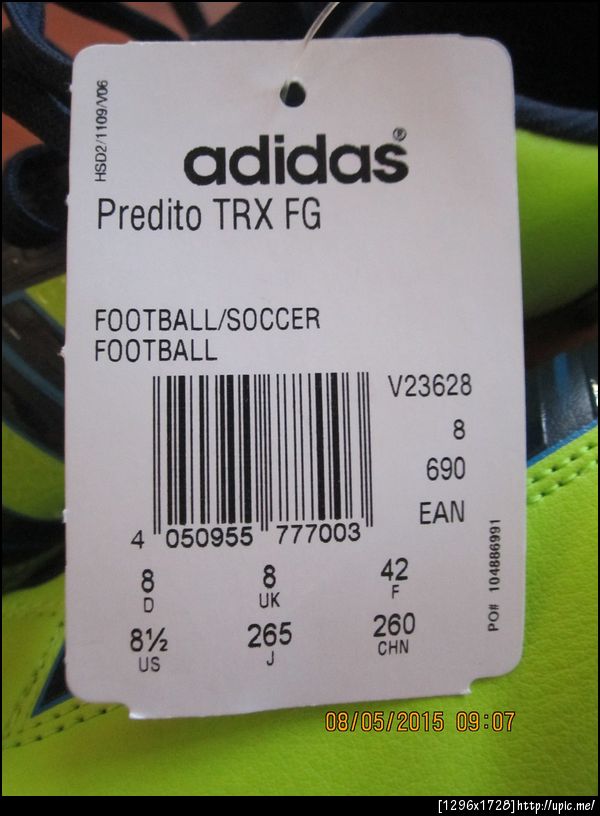 HSD2/1109/V06
adidas®
Predito TRX FG
FOOTBALL/SOCCER
FOOTBALL
V23628
8
690
EAN
4 050955 777003
8 8 42
D UK F
8½ 265 260
US J CHN
PO# 104886991
08/05/2015 09:07
[1296x1728]http://upic.me/